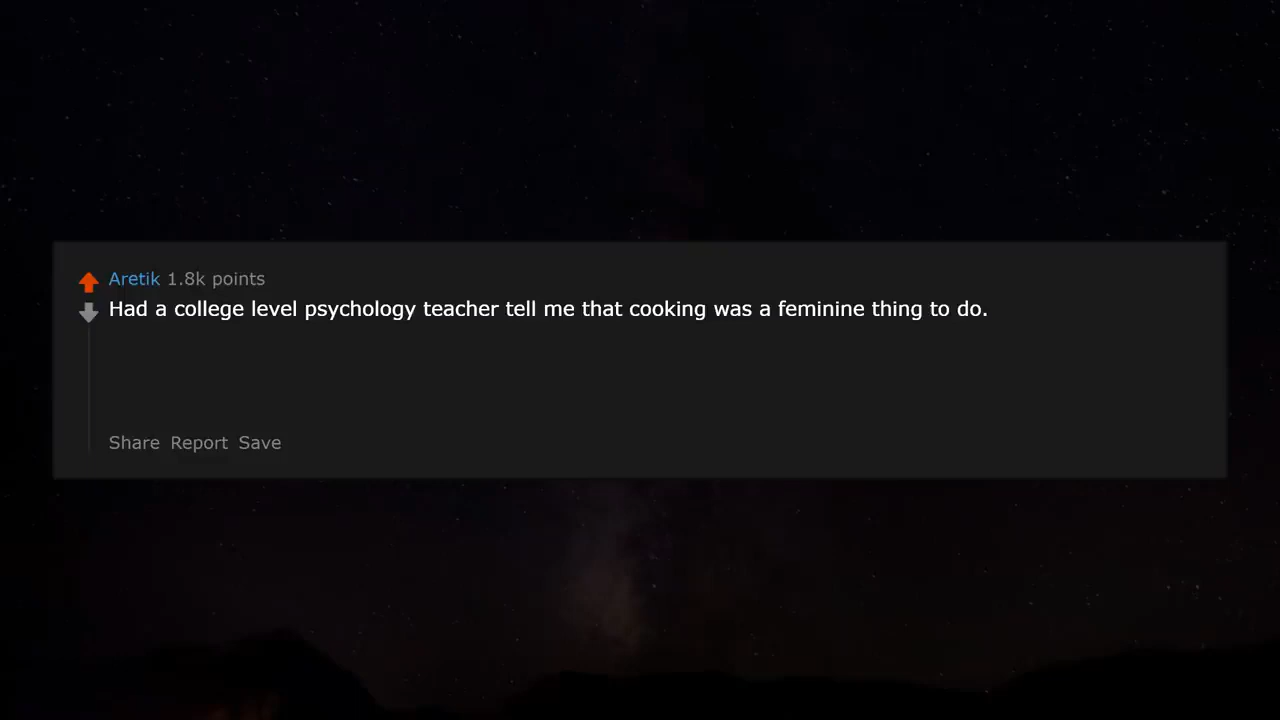 Aretik 1.8k points
Had a college level psychology teacher tell me that cooking was a feminine thing to do.
Share Report Save